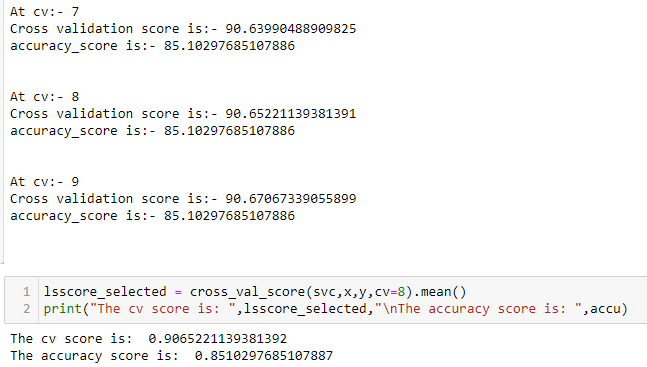 At cv:- 7
Cross validation score is:- 90.63990488909825
accuracy_score is:- 85.10297685107886
At cv:- 8
Cross validation score is:- 90.65221139381391
accuracy_score is:- 85.10297685107886
At cv:- 9
Cross validation score is:- 90.67067339055899
accuracy_score is:- 85.10297685107886
1 lsscore_selected = cross_val_score(svc,x,y,cv=8).mean()
2 print("The cv score is: ",lsscore_selected,"\nThe accuracy score is: ",accu)
The cv score is:  0.9065221139381392
The accuracy score is:  0.8510297685107887